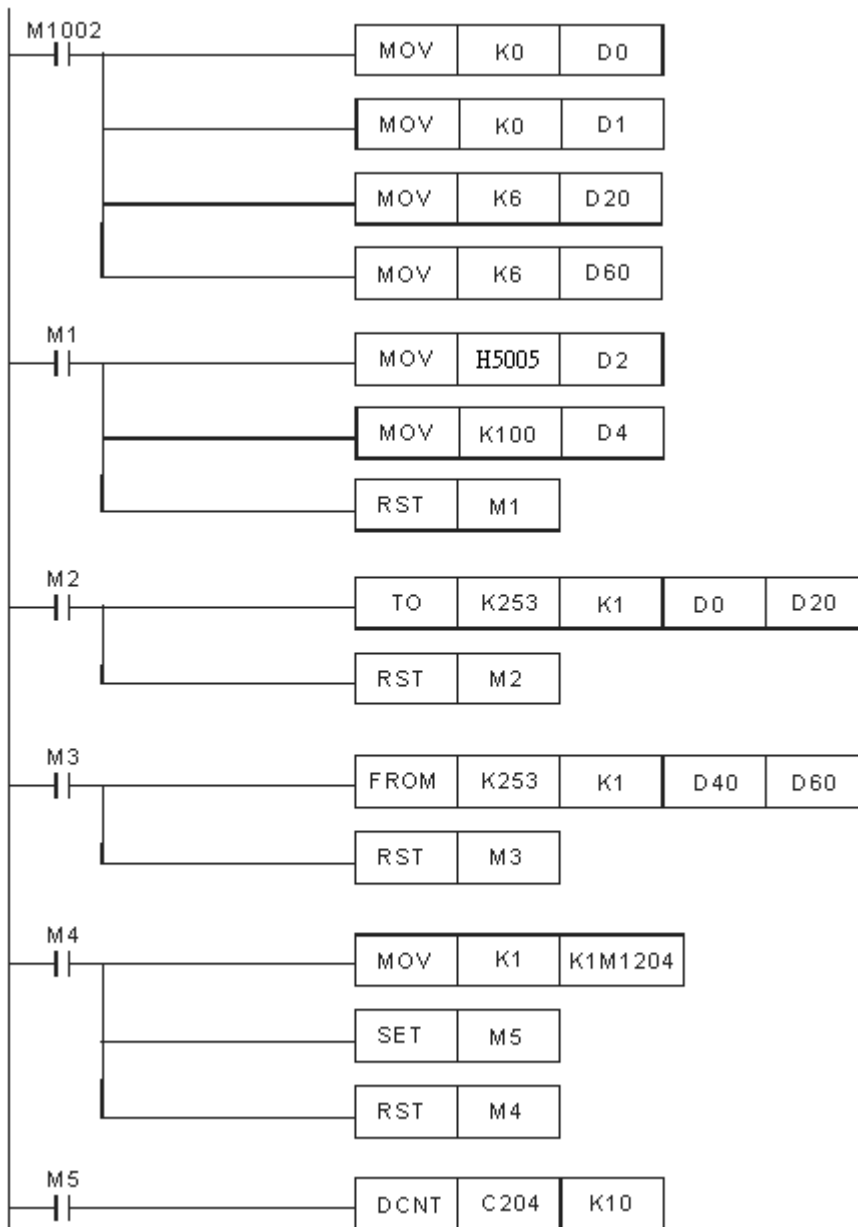 M1002
MOV K0 D0
MOV K0 D1
MOV K6 D20
MOV K6 D60
M1
MOV H5005 D2
MOV K100 D4
RST M1
M2
TO K253 K1 D0 D20
RST M2
M3
FROM K253 K1 D40 D60
RST M3
M4
MOV K1 K1M1204
SET M5
RST M4
M5
DCNT C204 K10